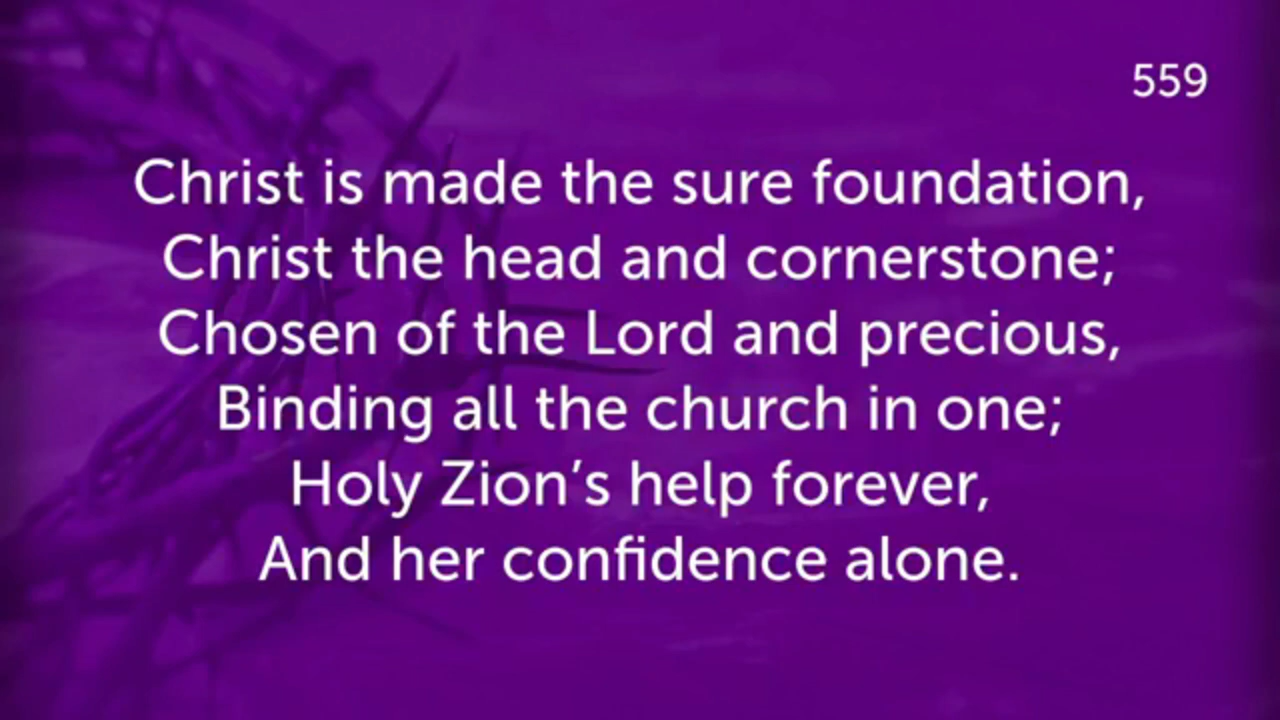 559
Christ is made the sure foundation,
Christ the head and cornerstone;
Chosen of the Lord and precious,
Binding all the church in one;
Holy Zion’s help forever,
And her confidence alone.